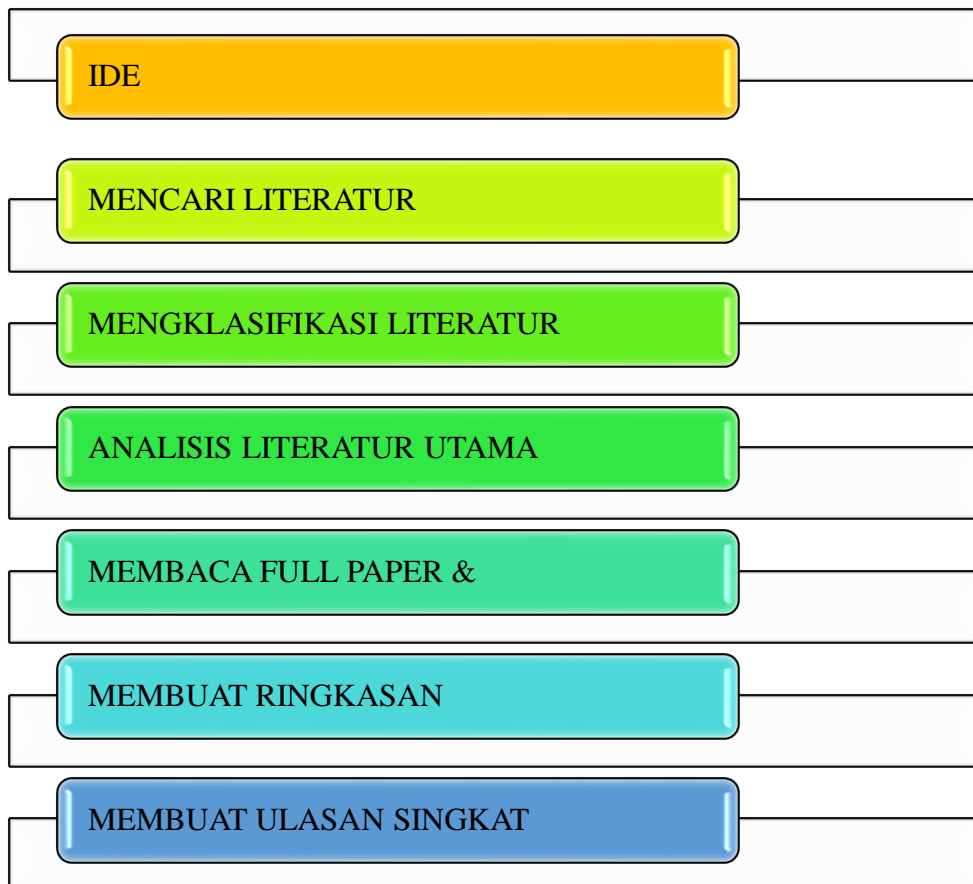 IDE
MENCARI LITERATUR
MENGKLASIFIKASI LITERATUR
ANALISIS LITERATUR UTAMA
MEMBACA FULL PAPER &
MEMBUAT RINGKASAN
MEMBUAT ULASAN SINGKAT